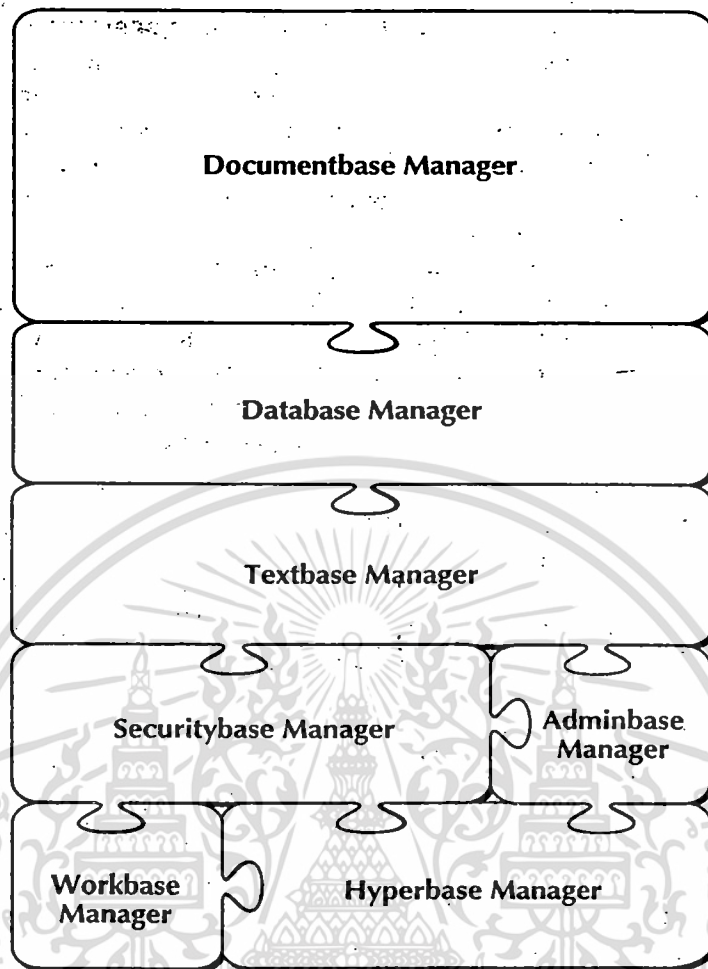 Documentbase Manager
Database Manager
Textbase Manager
Securitybase Manager
Adminbase
Manager
Workbase
Manager
Hyperbase Manager